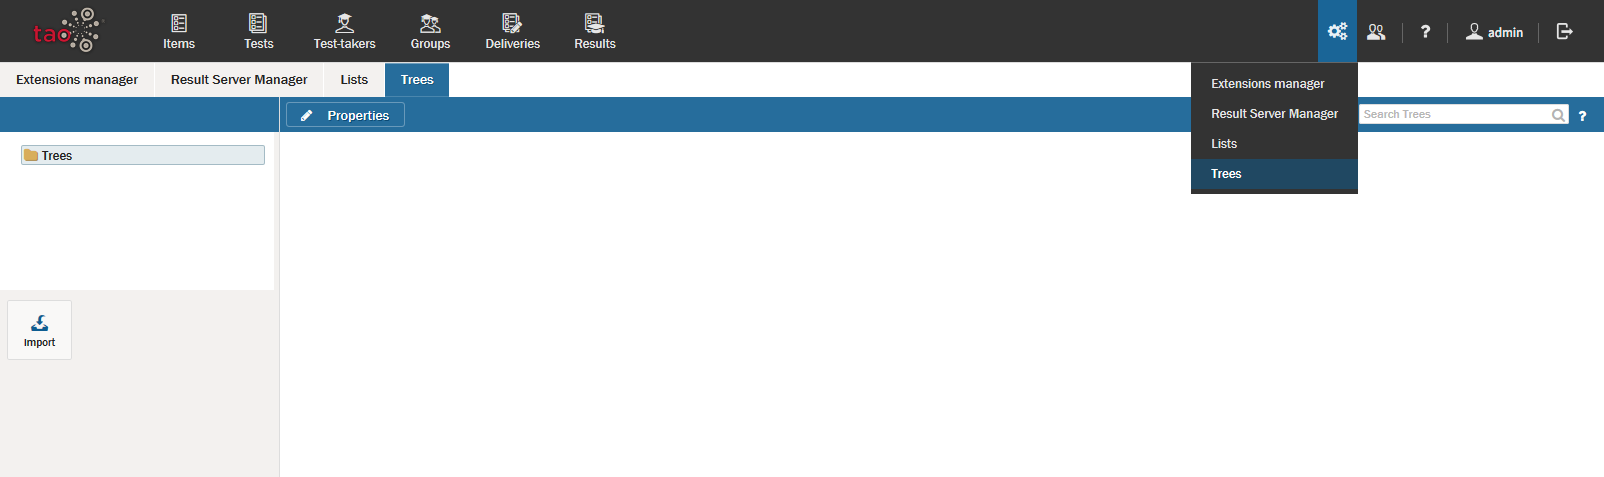 tao
Items
Tests
Test-takers
Groups
Deliveries
Results
?
admin
Extensions manager
Result Server Manager
Lists
Trees
Extensions manager
Result Server Manager
Lists
Trees
Properties
Search Trees
?
Trees
Import